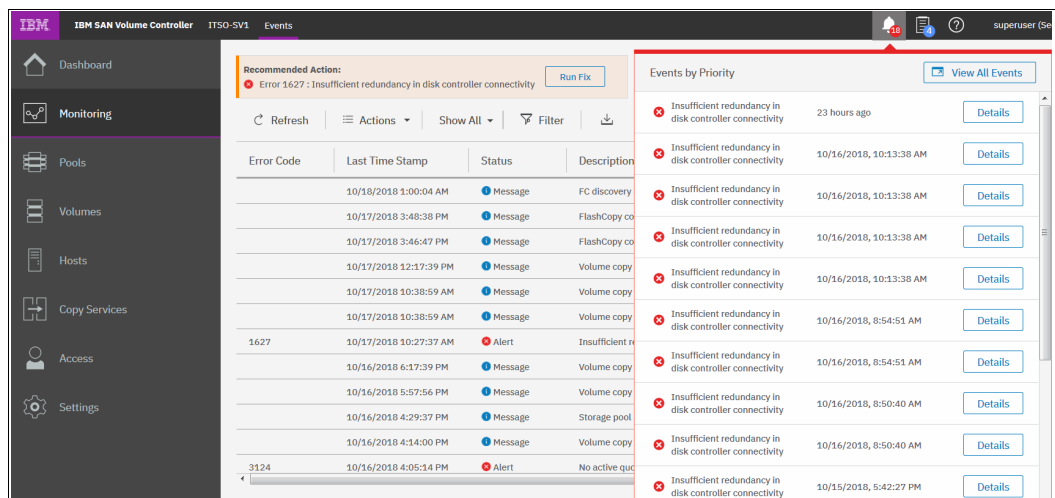 IBM IBM SAN Volume Controller ITSO-SV1 Events 18 4 superuser (Se
Dashboard
Monitoring
Pools
Volumes
Hosts
Copy Services
Access
Settings
Recommended Action:
Error 1627 : Insufficient redundancy in disk controller connectivity
Run Fix
Refresh Actions Show All Filter
Error Code Last Time Stamp Status Description
10/18/2018 1:00:04 AM Message FC discovery
10/17/2018 3:48:38 PM Message FlashCopy co
10/17/2018 3:46:47 PM Message FlashCopy co
10/17/2018 12:17:39 PM Message Volume copy
10/17/2018 10:38:59 AM Message Volume copy
10/17/2018 10:38:59 AM Message Volume copy
1627 10/17/2018 10:27:37 AM Alert Insufficient re
10/16/2018 6:17:39 PM Message Volume copy
10/16/2018 5:57:56 PM Message Volume copy
10/16/2018 4:29:37 PM Message Storage pool
10/16/2018 4:14:00 PM Message Volume copy
3124 10/16/2018 4:05:14 PM Alert No active quo
Events by Priority View All Events
Insufficient redundancy in
disk controller connectivity
23 hours ago
Details
Insufficient redundancy in
disk controller connectivity
10/16/2018, 10:13:38 AM
Details
Insufficient redundancy in
disk controller connectivity
10/16/2018, 10:13:38 AM
Details
Insufficient redundancy in
disk controller connectivity
10/16/2018, 10:13:38 AM
Details
Insufficient redundancy in
disk controller connectivity
10/16/2018, 10:13:38 AM
Details
Insufficient redundancy in
disk controller connectivity
10/16/2018, 8:54:51 AM
Details
Insufficient redundancy in
disk controller connectivity
10/16/2018, 8:54:51 AM
Details
Insufficient redundancy in
disk controller connectivity
10/16/2018, 8:50:40 AM
Details
Insufficient redundancy in
disk controller connectivity
10/16/2018, 8:50:40 AM
Details
Insufficient redundancy in
disk controller connectivity
10/15/2018, 5:42:27 PM
Details